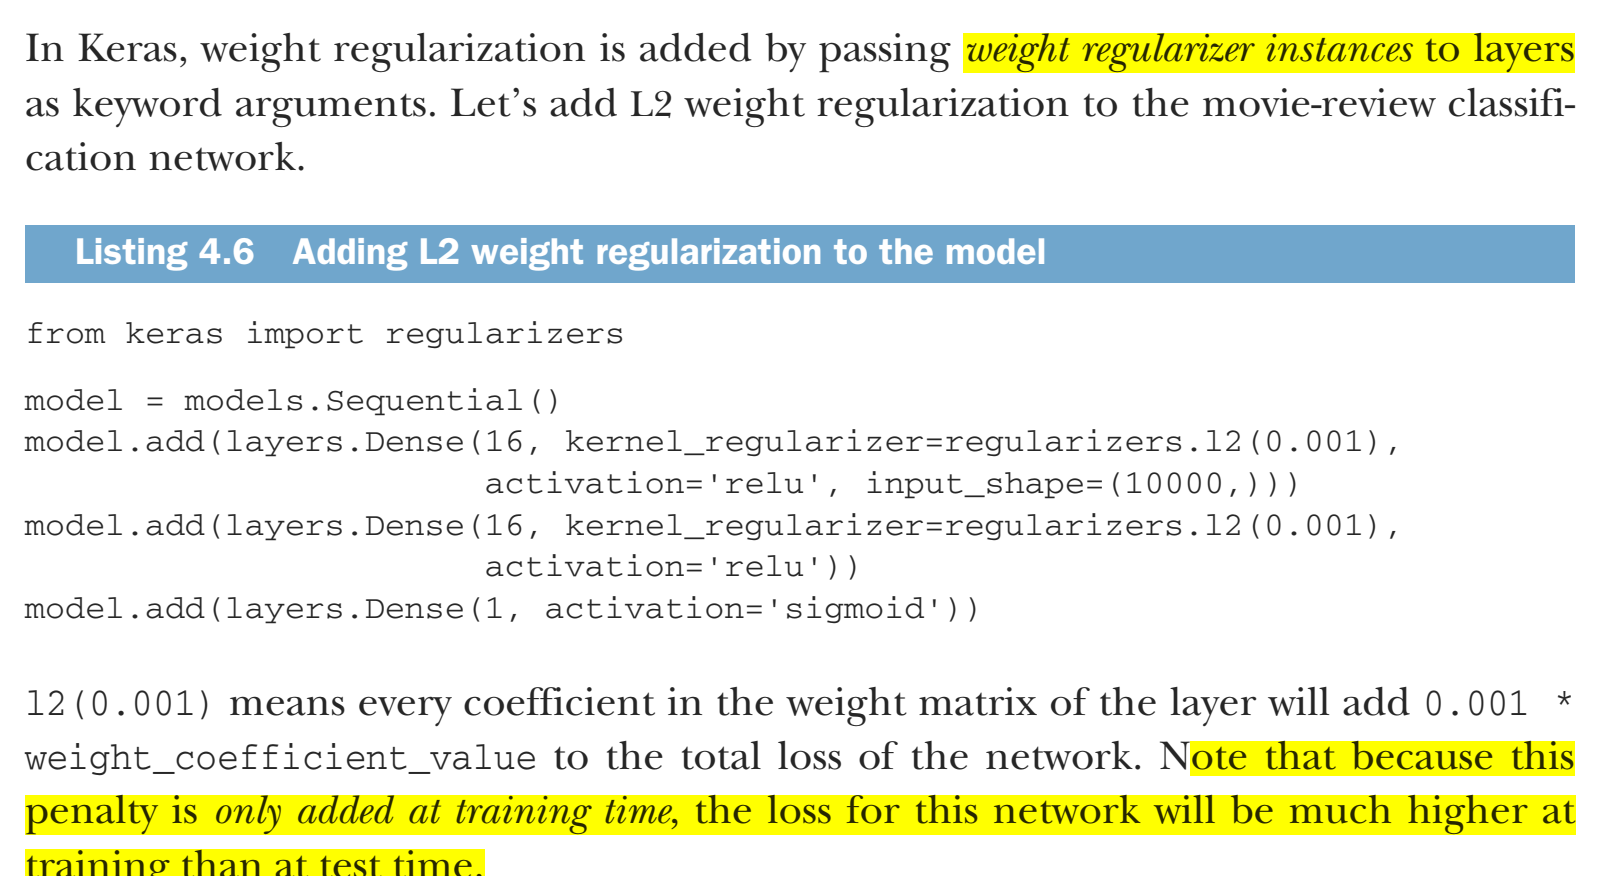 In Keras, weight regularization is added by passing weight regularizer instances to layers
as keyword arguments. Let's add L2 weight regularization to the movie-review classifi-
cation network.
Listing 4.6 Adding L2 weight regularization to the model
from keras import regularizers
model = models.Sequential()
model.add(layers.Dense(16, kernel_regularizer=regularizers.l2(0.001),
activation='relu', input_shape=(10000,)))
model.add(layers.Dense(16, kernel_regularizer=regularizers.l2(0.001),
activation='relu'))
model.add(layers.Dense(1, activation='sigmoid'))
l2(0.001) means every coefficient in the weight matrix of the layer will add 0.001 *
weight_coefficient_value to the total loss of the network. Note that because this
penalty is only added at training time, the loss for this network will be much higher at
training than at test time.